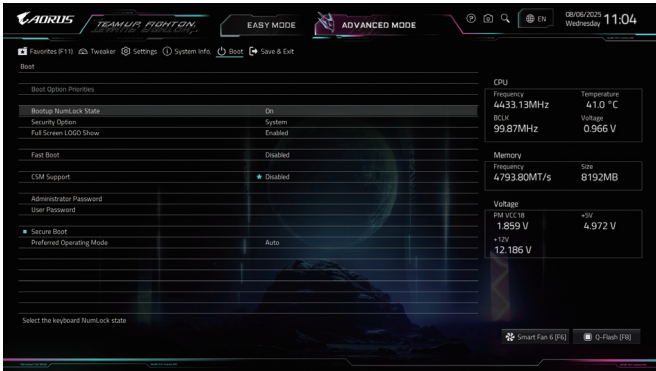 AORUS
TEAM UP. FIGHT ON.
EASY MODE
ADVANCED MODE
EN
08/06/2025
Wednesday
11:04
Favorites (F11)
Tweaker
Settings
System Info.
Boot
Save & Exit
Boot
Boot Option Priorities
Bootup NumLock State On
Security Option System
Full Screen LOGO Show Enabled
Fast Boot Disabled
CSM Support ★ Disabled
Administrator Password
User Password
Secure Boot
Preferred Operating Mode Auto
Select the keyboard NumLock state
CPU
Frequency Temperature
4433.13MHz 41.0 °C
BCLK Voltage
99.87MHz 0.966 V
Memory
Frequency Size
4793.80MT/s 8192MB
Voltage
PM VCC18 +5V
1.859 V 4.972 V
+12V
12.186 V
Smart Fan 6 [F6]
Q-Flash [F8]